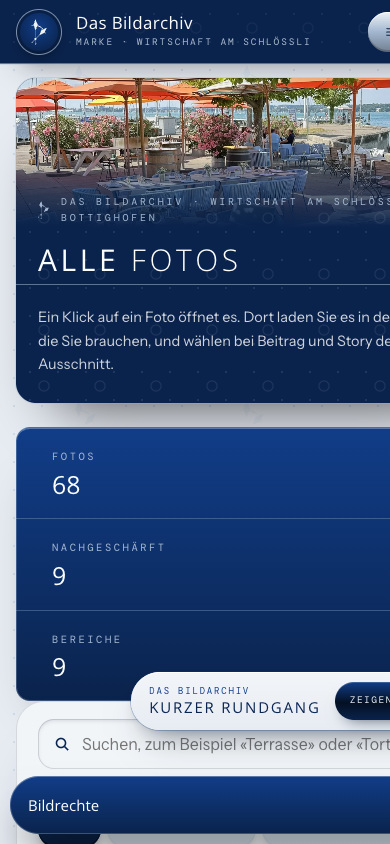 Das Bildarchiv
MARKE · WIRTSCHAFT AM SCHLÖSSLI
DAS BILDARCHIV · WIRTSCHAFT AM SCHLÖSS
BOTTIGHOFEN
ALLE FOTOS
Ein Klick auf ein Foto öffnet es. Dort laden Sie es in de
die Sie brauchen, und wählen bei Beitrag und Story de
Ausschnitt.
FOTOS
68
NACHGESCHÄRFT
9
BEREICHE
9
DAS BILDARCHIV
KURZER RUNDGANG
ZEIGEN
Suchen, zum Beispiel «Terrasse» oder «Tort
Bildrechte